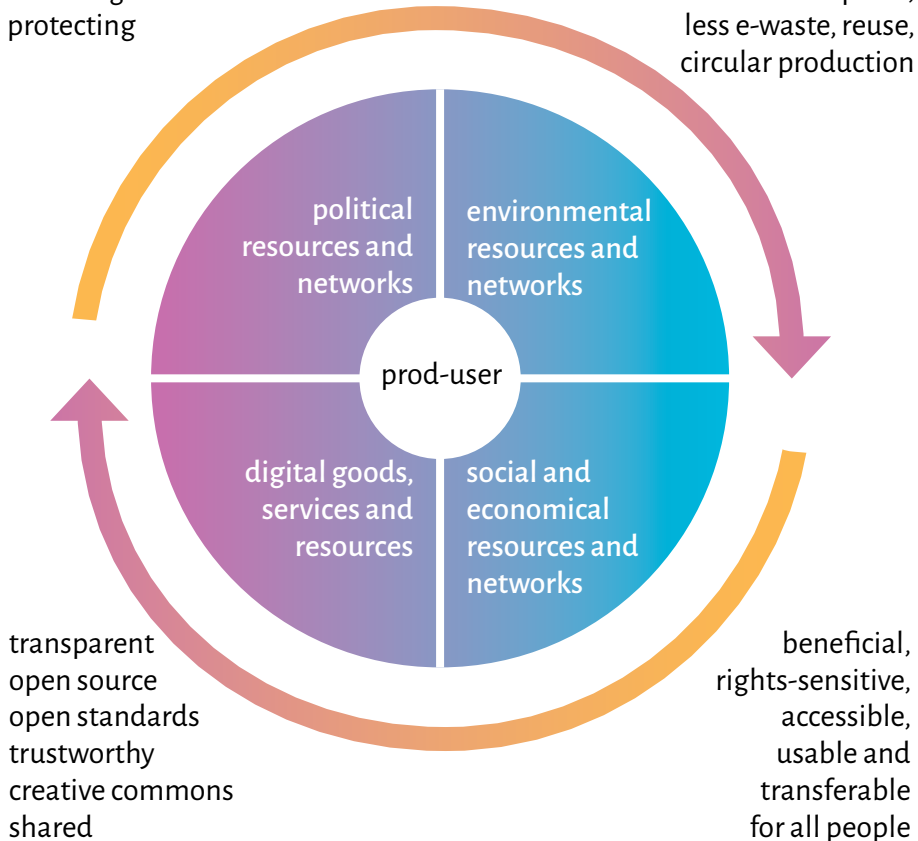 protecting
less e-waste, reuse,
circular production
political
resources and
networks
environmental
resources and
networks
prod-user
digital goods,
services and
resources
social and
economical
resources and
networks
transparent
open source
open standards
trustworthy
creative commons
shared
beneficial,
rights-sensitive,
accessible,
usable and
transferable
for all people